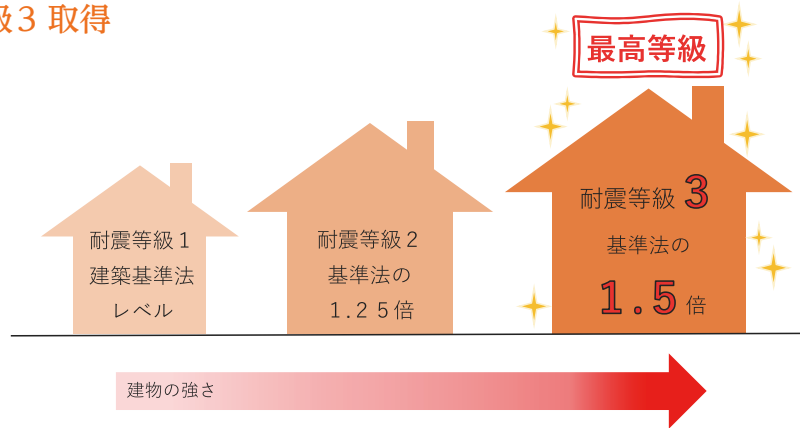 級3 取得
最高等級
耐震等級1
建築基準法
レベル
耐震等級2
基準法の
1.25倍
耐震等級 3
基準法の
1.5倍
建物の強さ